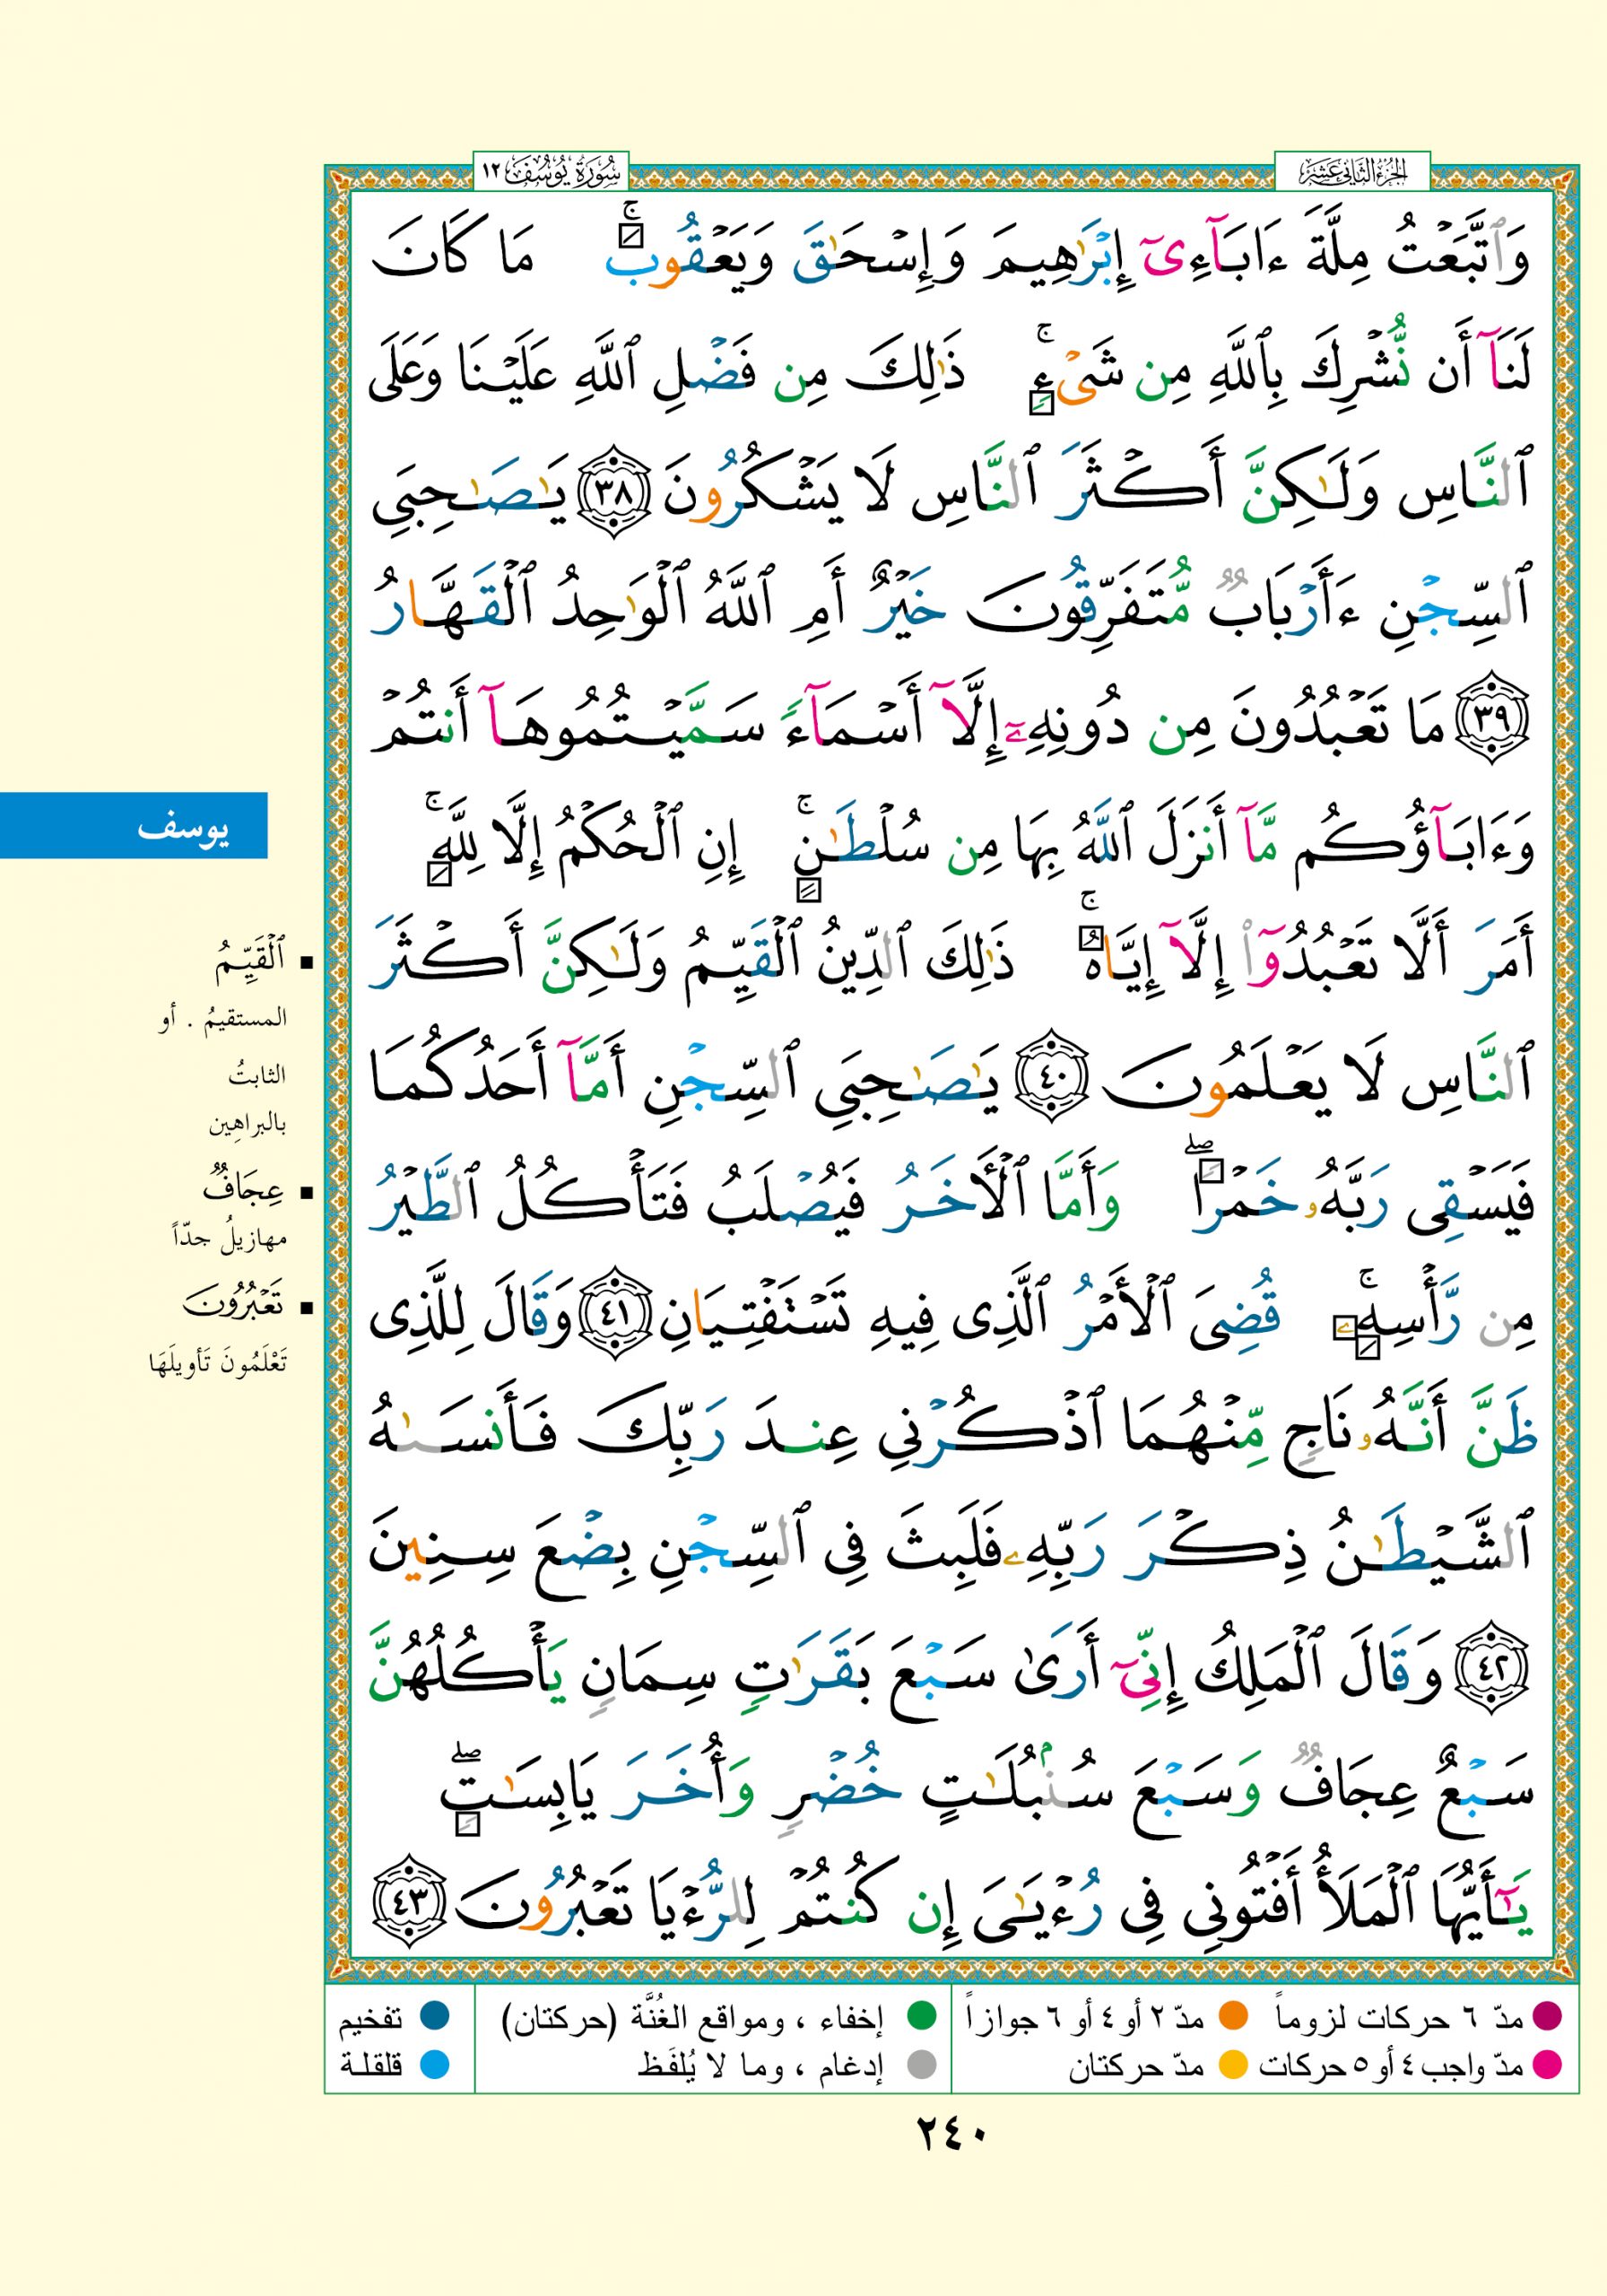 الجزء الثاني عشر
سورة يوسف ١٢
وَٱتَّبَعْتُ مِلَّةَ ءَابَآءِىٓ إِبْرَٰهِيمَ وَإِسْحَٰقَ وَيَعْقُوبَ ۚ مَا كَانَ
لَنَآ أَن نُّشْرِكَ بِٱللَّهِ مِن شَىْءٍ ۚ ذَٰلِكَ مِن فَضْلِ ٱللَّهِ عَلَيْنَا وَعَلَى
ٱلنَّاسِ وَلَٰكِنَّ أَكْثَرَ ٱلنَّاسِ لَا يَشْكُرُونَ ٣٨ يَٰصَٰحِبَىِ
ٱلسِّجْنِ ءَأَرْبَابٌ مُّتَفَرِّقُونَ خَيْرٌ أَمِ ٱللَّهُ ٱلْوَٰحِدُ ٱلْقَهَّارُ
٣٩ مَا تَعْبُدُونَ مِن دُونِهِۦٓ إِلَّآ أَسْمَآءً سَمَّيْتُمُوهَآ أَنتُمْ
وَءَابَآؤُكُم مَّآ أَنزَلَ ٱللَّهُ بِهَا مِن سُلْطَٰنٍ ۚ إِنِ ٱلْحُكْمُ إِلَّا لِلَّهِ ۚ
أَمَرَ أَلَّا تَعْبُدُوٓا۟ إِلَّآ إِيَّاهُ ۚ ذَٰلِكَ ٱلدِّينُ ٱلْقَيِّمُ وَلَٰكِنَّ أَكْثَرَ
ٱلنَّاسِ لَا يَعْلَمُونَ ٤٠ يَٰصَٰحِبَىِ ٱلسِّجْنِ أَمَّآ أَحَدُكُمَا
فَيَسْقِى رَبَّهُۥ خَمْرًا ۖ وَأَمَّا ٱلْءَاخَرُ فَيُصْلَبُ فَتَأْكُلُ ٱلطَّيْرُ
مِن رَّأْسِهِۦ ۚ قُضِىَ ٱلْأَمْرُ ٱلَّذِى فِيهِ تَسْتَفْتِيَانِ ٤١ وَقَالَ لِلَّذِى
ظَنَّ أَنَّهُۥ نَاجٍ مِّنْهُمَا ٱذْكُرْنِى عِندَ رَبِّكَ فَأَنسَىٰهُ
ٱلشَّيْطَٰنُ ذِكْرَ رَبِّهِۦ فَلَبِثَ فِى ٱلسِّجْنِ بِضْعَ سِنِينَ
٤٢ وَقَالَ ٱلْمَلِكُ إِنِّىٓ أَرَىٰ سَبْعَ بَقَرَٰتٍ سِمَانٍ يَأْكُلُهُنَّ
سَبْعٌ عِجَافٌ وَسَبْعَ سُنۢبُلَٰتٍ خُضْرٍ وَأُخَرَ يَابِسَٰتٍ ۖ
يَٰٓأَيُّهَا ٱلْمَلَأُ أَفْتُونِى فِى رُءْيَٰىَ إِن كُنتُمْ لِلرُّءْيَا تَعْبُرُونَ ٤٣
يوسف
▪ ٱلْقَيِّمُ
المستقيمُ . أو
الثابتُ
بالبراهِين
▪ عِجَافٌ
مهازيلُ جدّاً
▪ تَعْبُرُونَ
تَعْلَمُونَ تَأويلَهَا
مدّ ٦ حركات لزوماً
مدّ ٢ أو ٤ أو ٦ جوازاً
إخفاء ، ومواقع الغُنَّة (حركتان)
تفخيم
مدّ واجب ٤ أو ٥ حركات
مدّ حركتان
إدغام ، وما لا يُلفَظ
قلقلة
٢٤٠